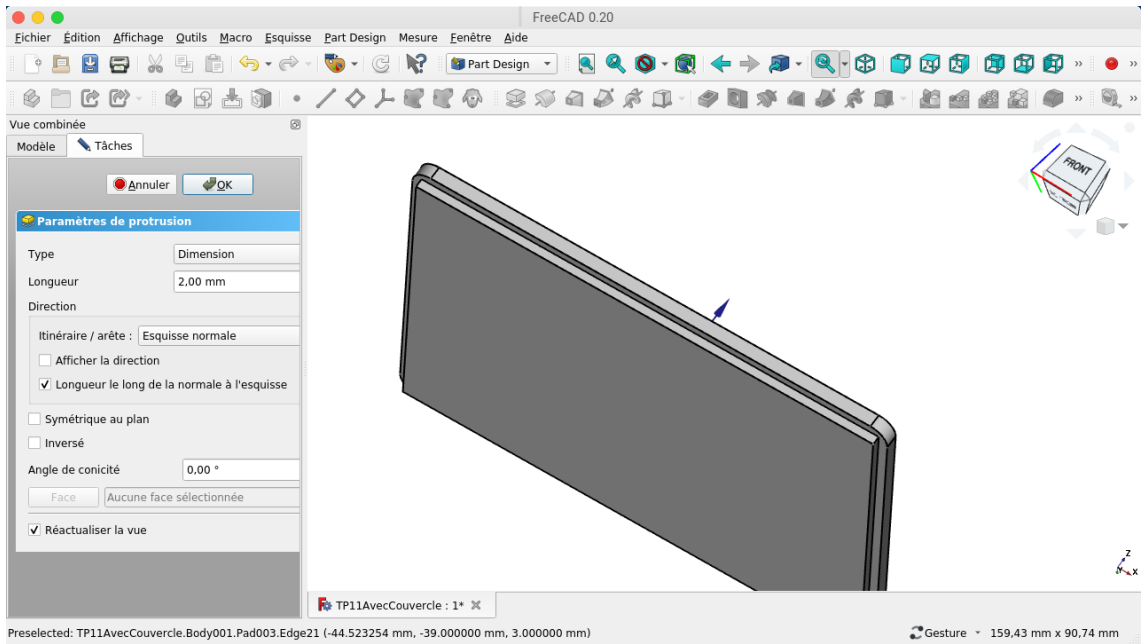 FreeCAD 0.20
Fichier Édition Affichage Outils Macro Esquisse Part Design Mesure Fenêtre Aide
Part Design
Vue combinée
Modèle Tâches
Annuler OK
Paramètres de protrusion
Type Dimension
Longueur 2,00 mm
Direction
Itinéraire / arête : Esquisse normale
Afficher la direction
Longueur le long de la normale à l'esquisse
Symétrique au plan
Inversé
Angle de conicité 0,00 °
Face Aucune face sélectionnée
Réactualiser la vue
FRONT
Z
Y X
TP11AvecCouvercle : 1*
Preselected: TP11AvecCouvercle.Body001.Pad003.Edge21 (-44.523254 mm, -39.000000 mm, 3.000000 mm)
Gesture 159,43 mm x 90,74 mm